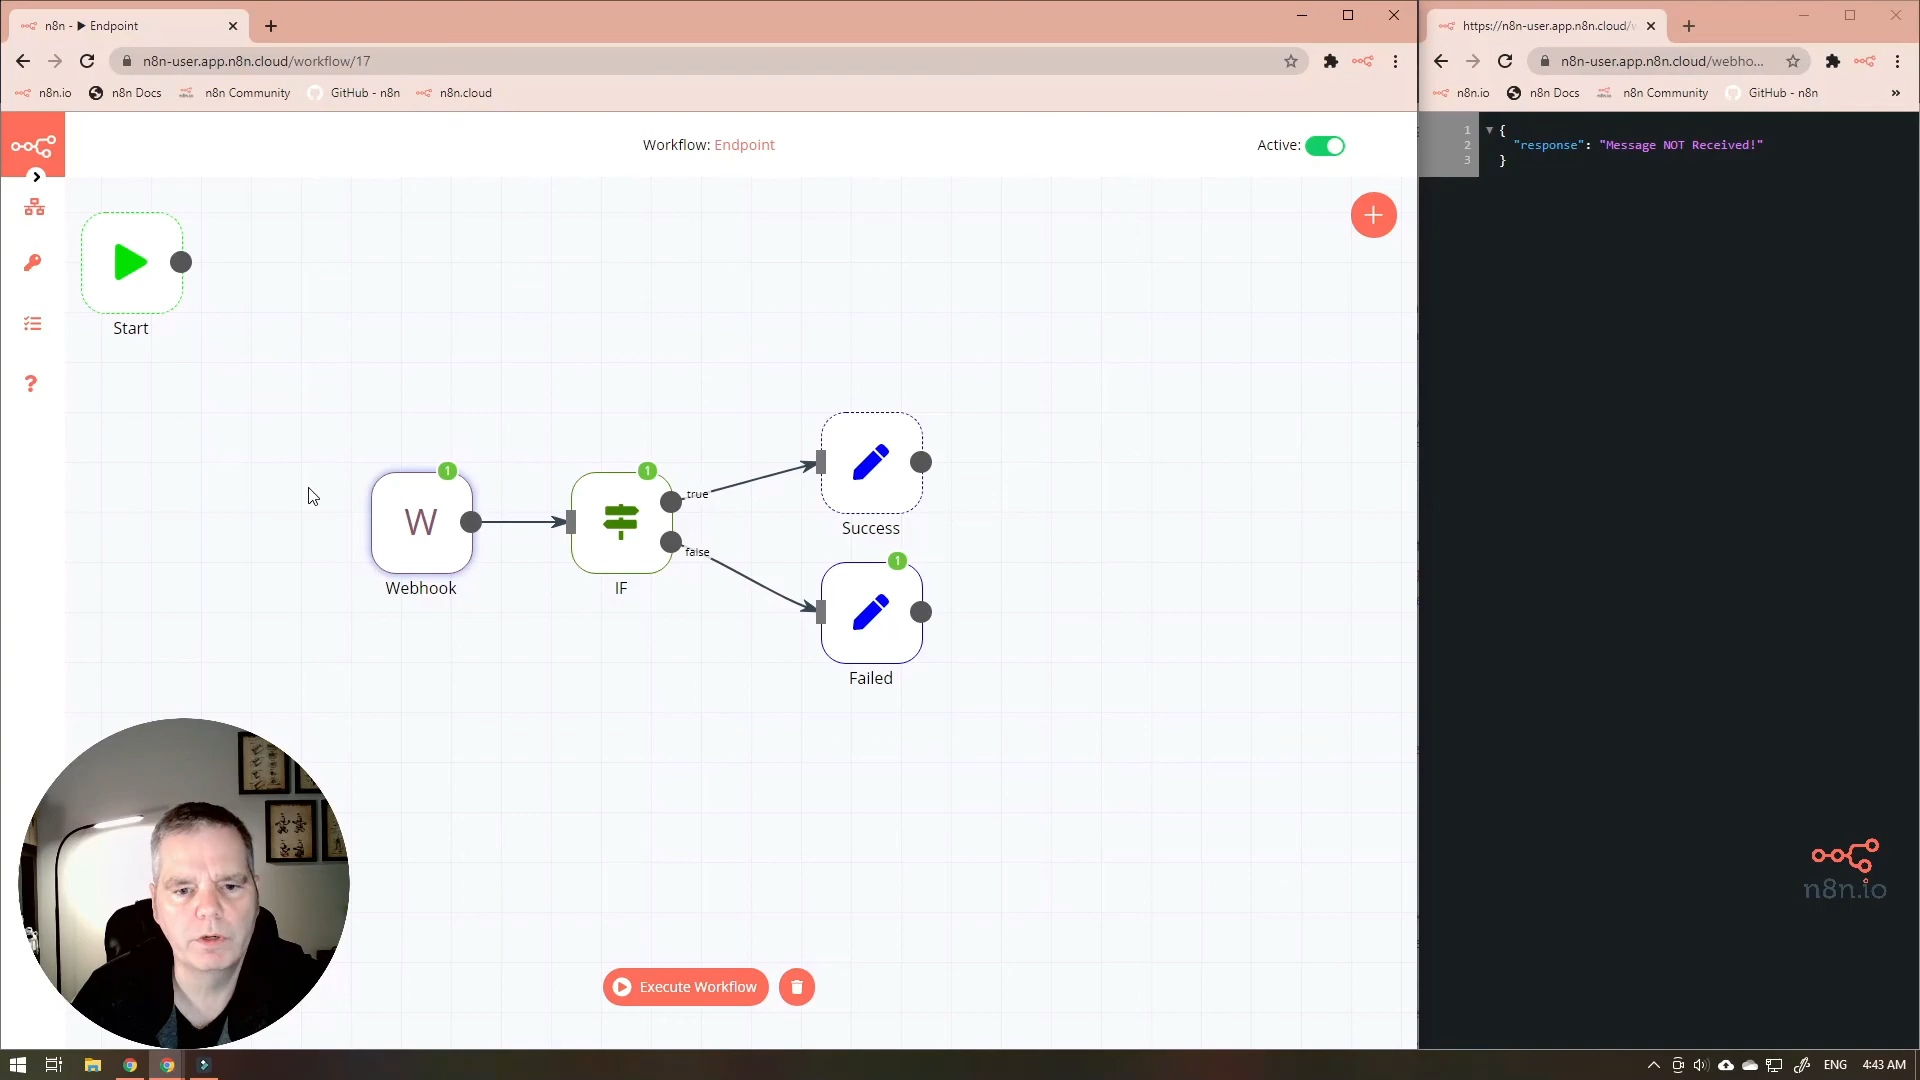 n8n - ▶ Endpoint
n8n-user.app.n8n.cloud/workflow/17
n8n.io
n8n Docs
n8n Community
GitHub - n8n
n8n.cloud
Workflow: Endpoint
Active:
Start
1
W
Webhook
1
IF
true
false
Success
1
Failed
Execute Workflow
https://n8n-user.app.n8n.cloud/w
n8n-user.app.n8n.cloud/webho...
n8n.io
n8n Docs
n8n Community
GitHub - n8n
»
1 {
2 "response": "Message NOT Received!"
3 }
n8n.io
ENG
4:43 AM